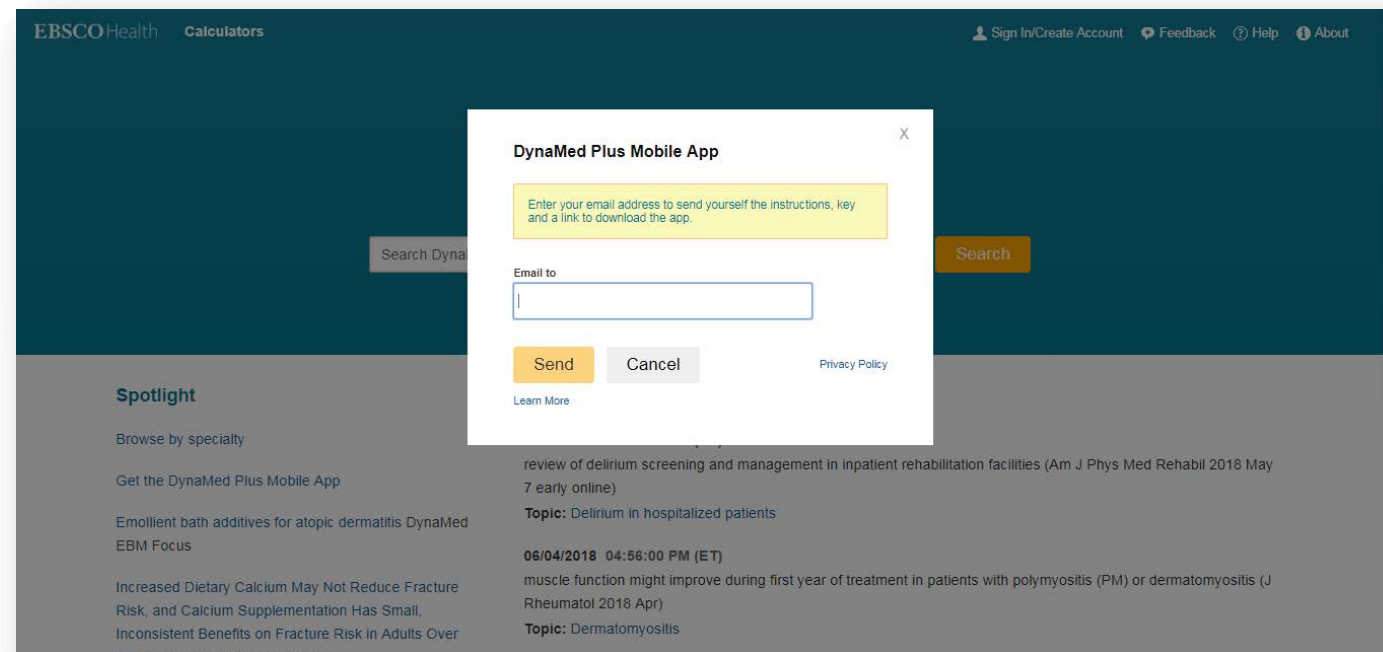 EBSCO Health Calculators
Sign In/Create Account Feedback Help About
X
DynaMed Plus Mobile App
Enter your email address to send yourself the instructions, key
and a link to download the app.
Search Dyna
Search
Email to
Send Cancel Privacy Policy
Learn More
Spotlight
Browse by specialty
Get the DynaMed Plus Mobile App
Emollient bath additives for atopic dermatitis DynaMed
EBM Focus
Increased Dietary Calcium May Not Reduce Fracture
Risk, and Calcium Supplementation Has Small,
Inconsistent Benefits on Fracture Risk in Adults Over
review of delirium screening and management in inpatient rehabilitation facilities (Am J Phys Med Rehabil 2018 May
7 early online)
Topic: Delirium in hospitalized patients
06/04/2018 04:56:00 PM (ET)
muscle function might improve during first year of treatment in patients with polymyositis (PM) or dermatomyositis (J
Rheumatol 2018 Apr)
Topic: Dermatomyositis